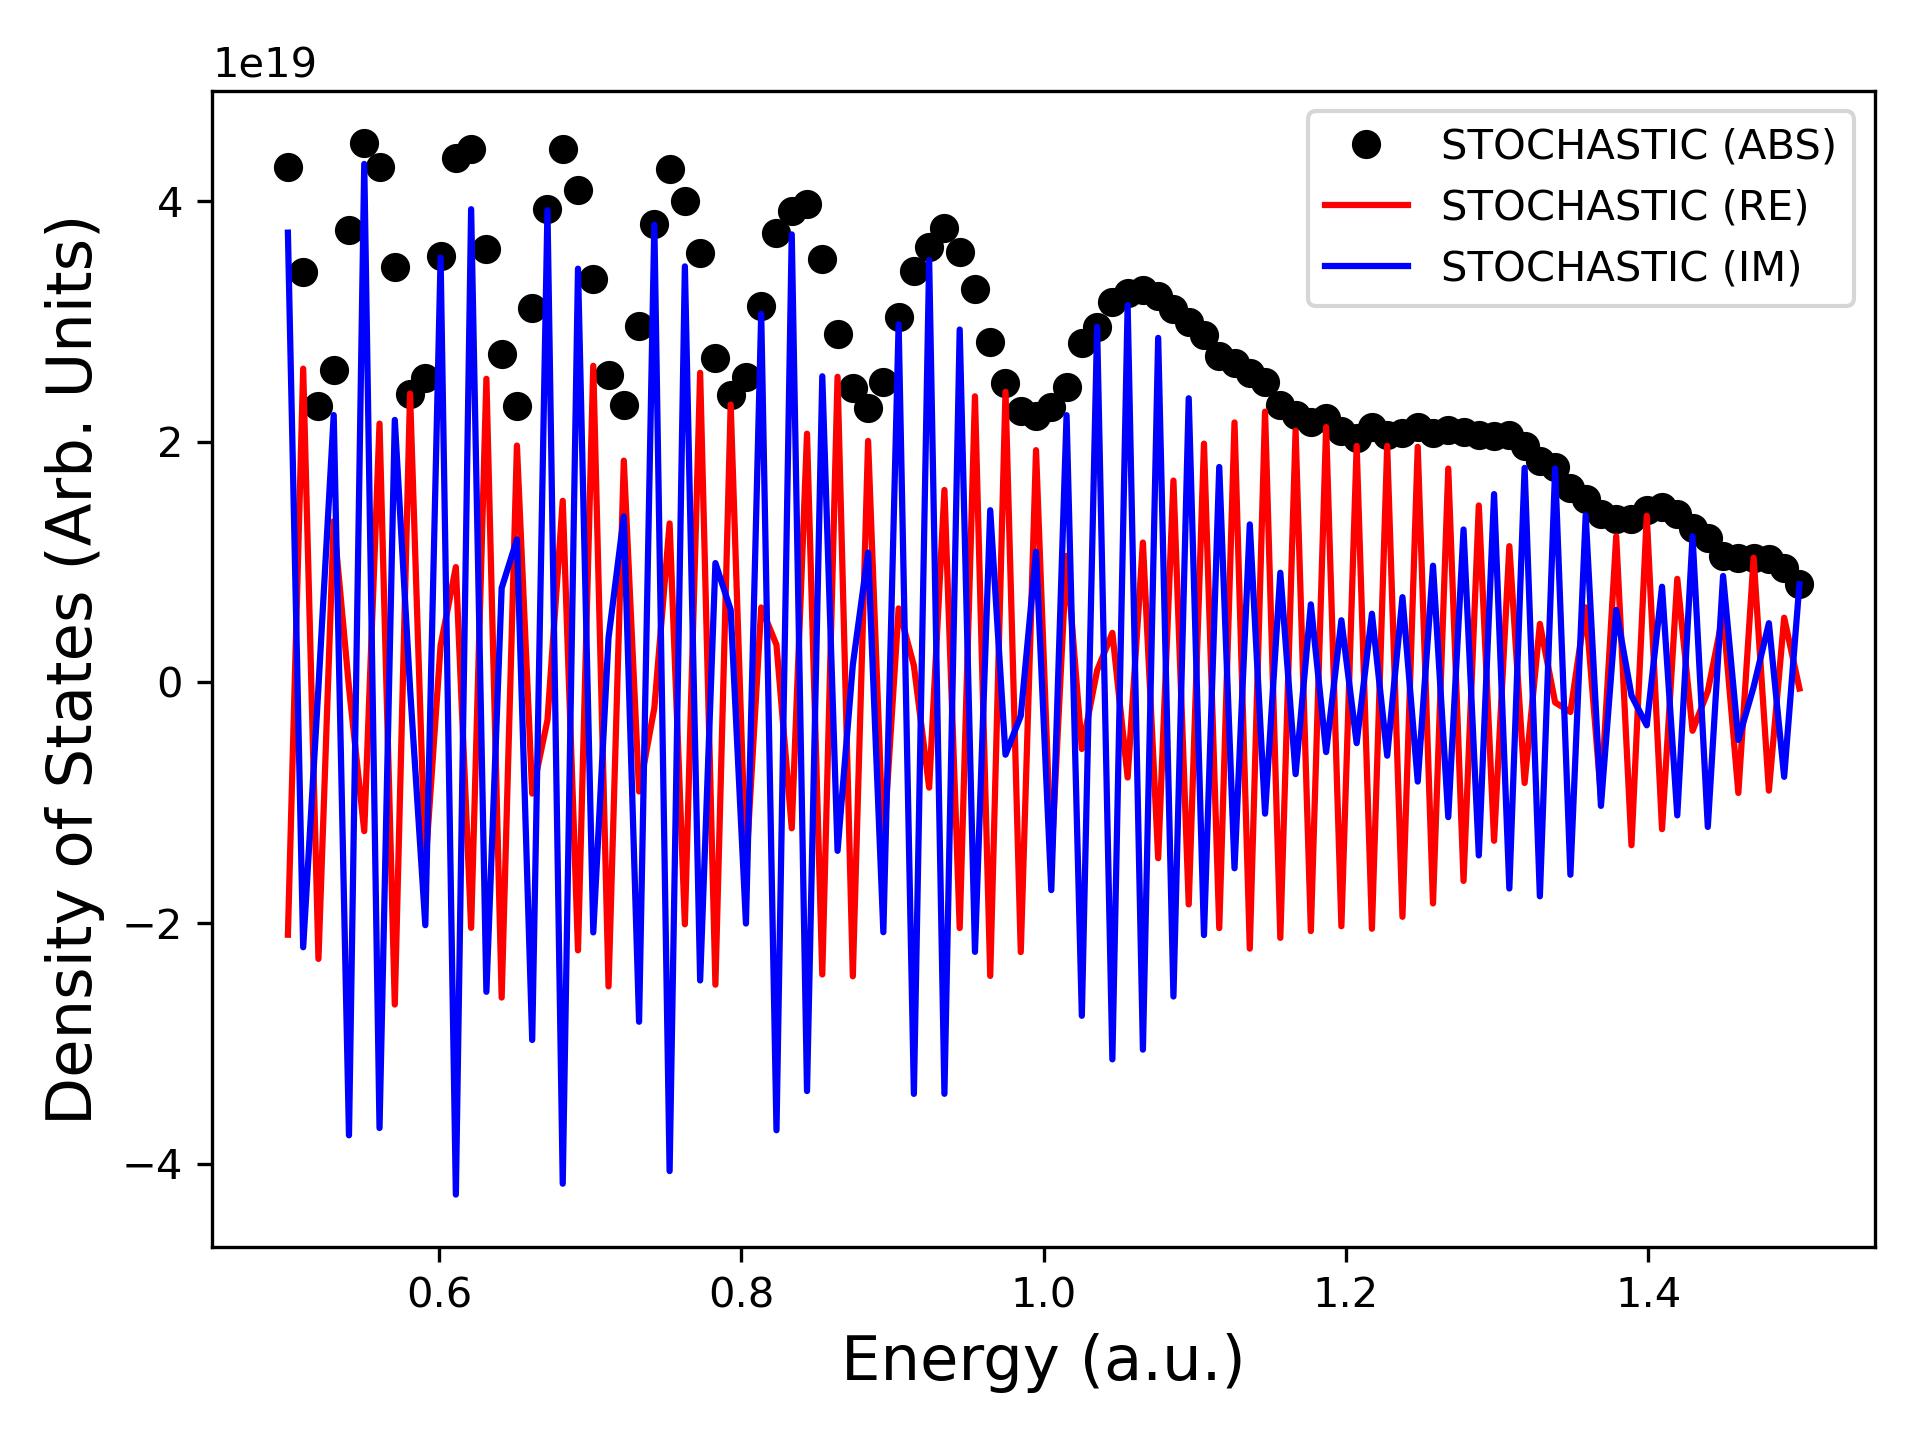 1e19
STOCHASTIC (ABS)
STOCHASTIC (RE)
STOCHASTIC (IM)
4
2
0
−2
−4
Density of States (Arb. Units)
0.6 0.8 1.0 1.2 1.4
Energy (a.u.)